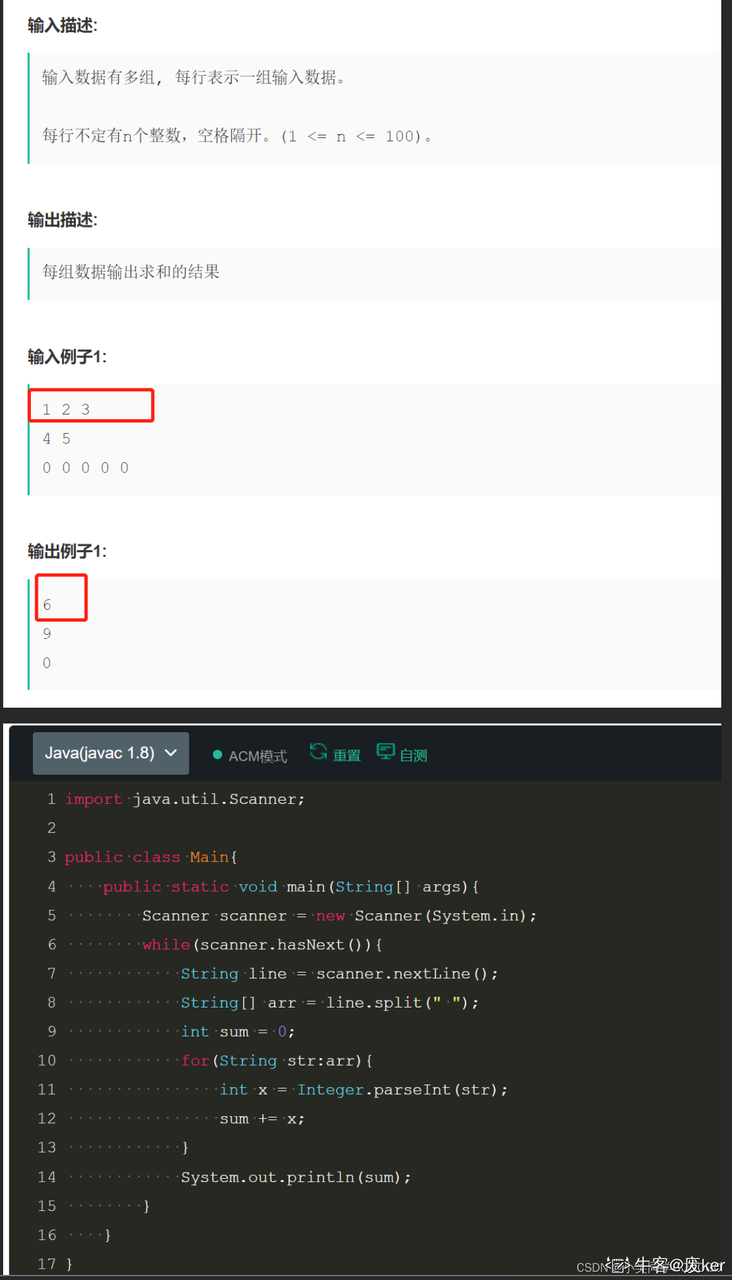 输入描述:
输入数据有多组, 每行表示一组输入数据。
每行不定有n个整数，空格隔开。(1 <= n <= 100)。
输出描述:
每组数据输出求和的结果
输入例子1:
1 2 3
4 5
0 0 0 0 0
输出例子1:
6
9
0
Java(javac 1.8) ACM模式 重置 自测
1 import java.util.Scanner;
2
3 public class Main{
4 public static void main(String[] args){
5 Scanner scanner = new Scanner(System.in);
6 while(scanner.hasNext()){
7 String line = scanner.nextLine();
8 String[] arr = line.split(" ");
9 int sum = 0;
10 for(String str:arr){
11 int x = Integer.parseInt(str);
12 sum += x;
13 }
14 System.out.println(sum);
15 }
16 }
17 }
CSDN 牛客@废ker